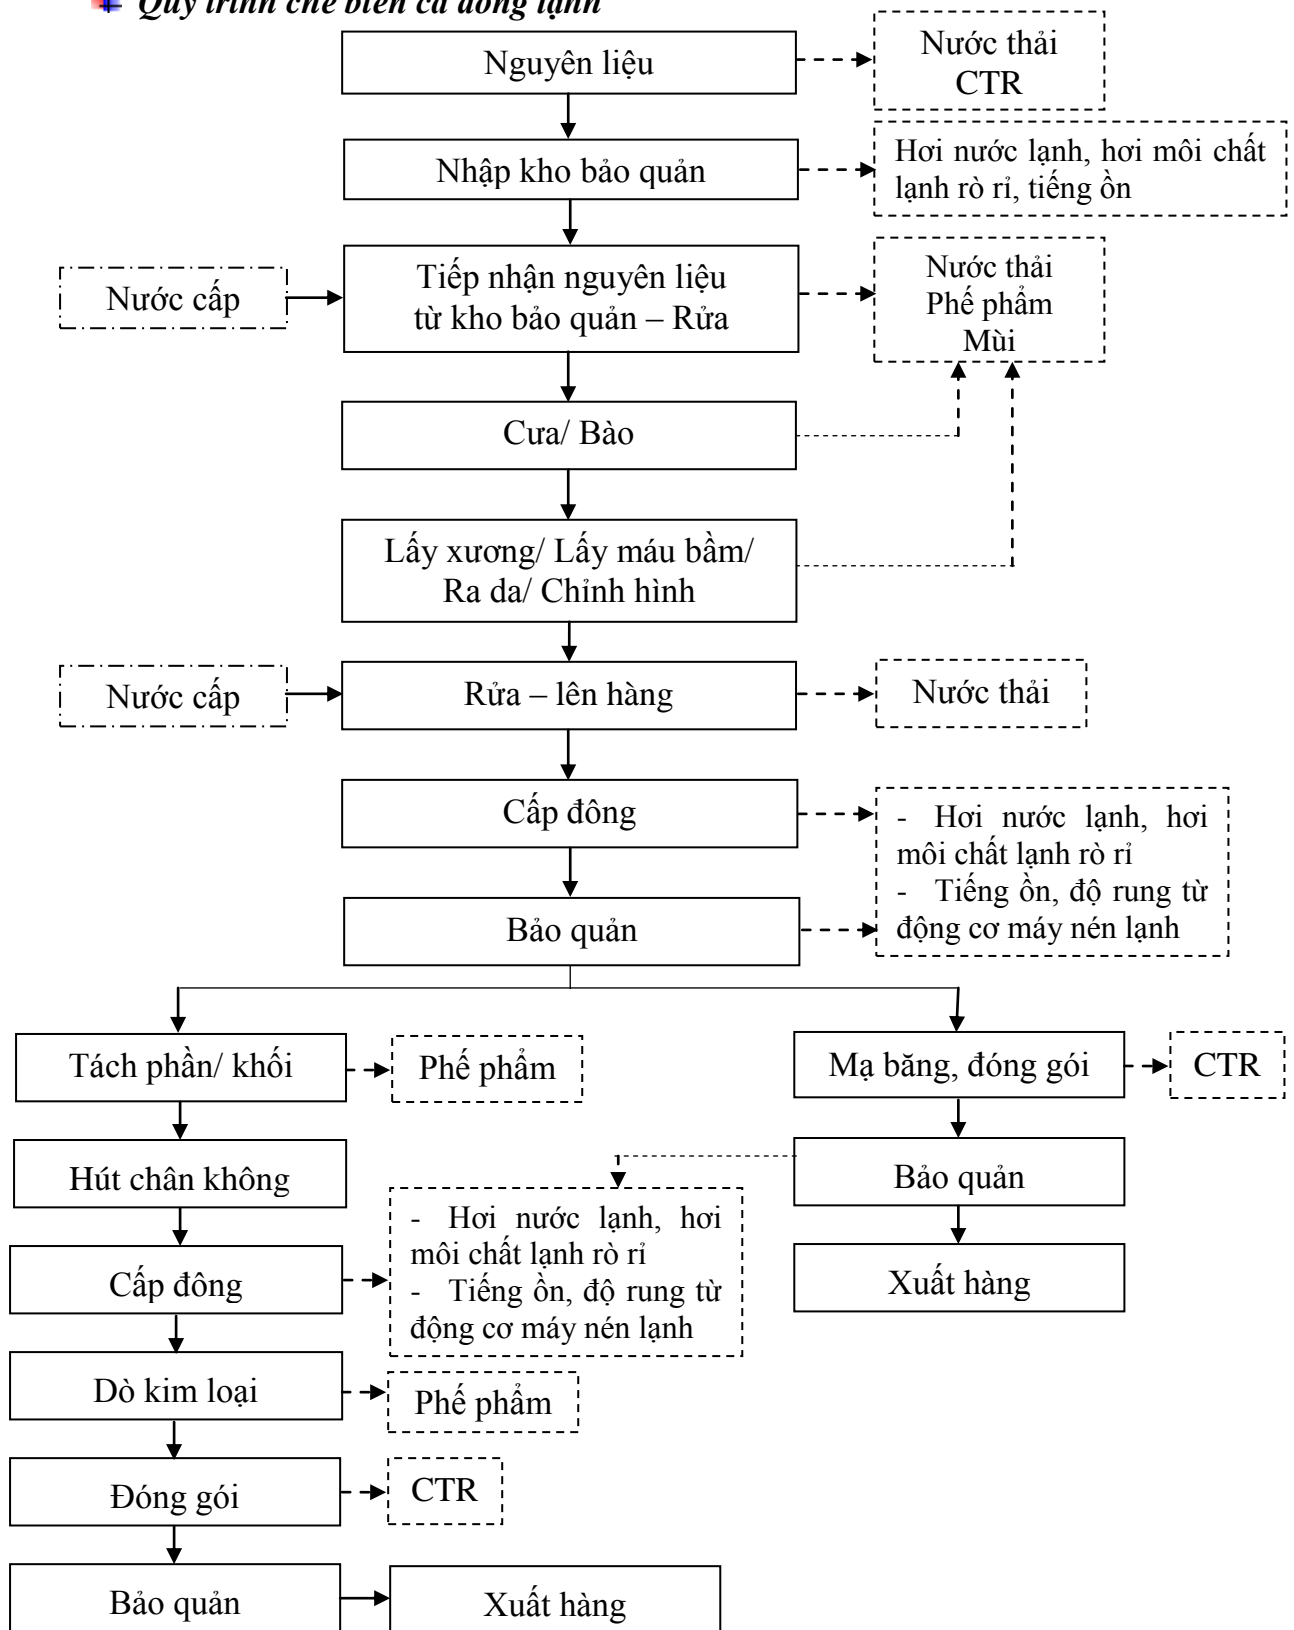 Quy trình chế biến cá đông lạnh
Nguyên liệu
Nước thải
CTR
Nhập kho bảo quản
Hơi nước lạnh, hơi môi chất
lạnh rò rỉ, tiếng ồn
Nước cấp
Tiếp nhận nguyên liệu
từ kho bảo quản – Rửa
Nước thải
Phế phẩm
Mùi
Cưa/ Bào
Lấy xương/ Lấy máu bầm/
Ra da/ Chỉnh hình
Nước cấp
Rửa – lên hàng
Nước thải
Cấp đông
- Hơi nước lạnh, hơi
môi chất lạnh rò rỉ
- Tiếng ồn, độ rung từ
động cơ máy nén lạnh
Bảo quản
Tách phần/ khối
Phế phẩm
Mạ băng, đóng gói
CTR
Hút chân không
Bảo quản
- Hơi nước lạnh, hơi
môi chất lạnh rò rỉ
- Tiếng ồn, độ rung từ
động cơ máy nén lạnh
Cấp đông
Xuất hàng
Dò kim loại
Phế phẩm
Đóng gói
CTR
Bảo quản
Xuất hàng